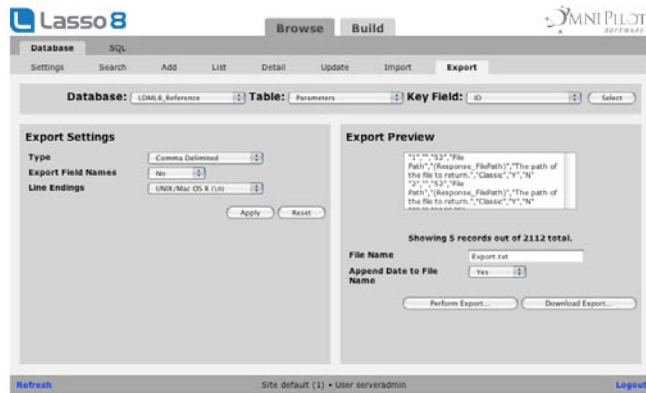 Lasso 8
Browse Build
OMNIPILOT
SOFTWARE
Database SQL
Settings Search Add List Detail Update Import Export
Database: LDML8_Reference Table: Parameters Key Field: ID Select
Export Settings
Type Comma Delimited
Export Field Names No
Line Endings UNIX/Mac OS X (\n)
Apply Reset
Export Preview
"1","","52","File
Path","(Response_FilePath)","The path of
the file to return.","Classic","Y","N"
"2","","52","File
Path","(Response_FilePath)","The path of
the file to return.","Classic","Y","N"
Showing 5 records out of 2112 total.
File Name Export.txt
Append Date to File Name Yes
Perform Export... Download Export...
Refresh Site default (1) • User serveradmin Logout